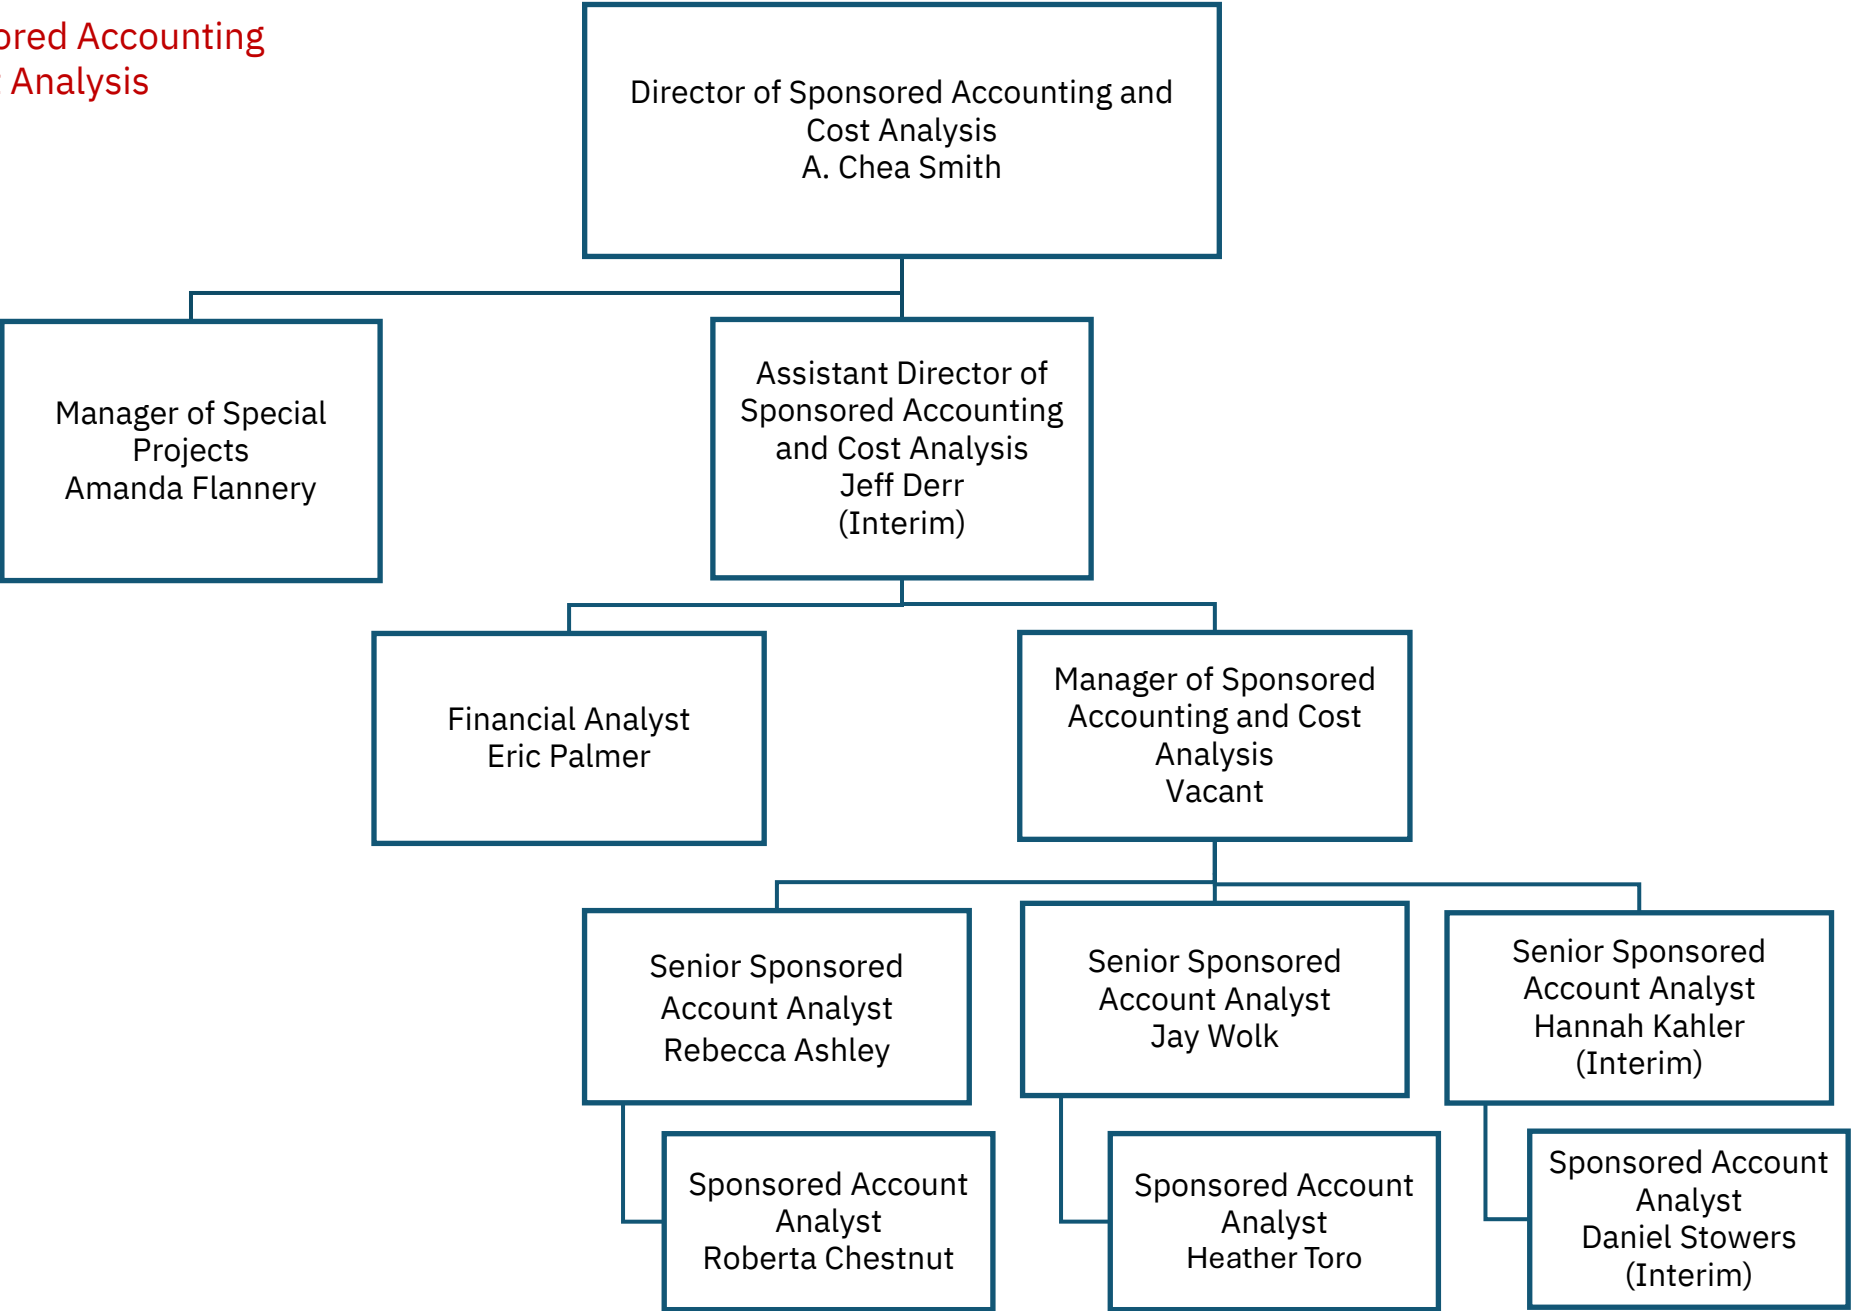 Accounting
Analysis
Director of Sponsored Accounting and
Cost Analysis
A. Chea Smith
Manager of Special
Projects
Amanda Flannery
Assistant Director of
Sponsored Accounting
and Cost Analysis
Jeff Derr
(Interim)
Financial Analyst
Eric Palmer
Manager of Sponsored
Accounting and Cost
Analysis
Vacant
Senior Sponsored
Account Analyst
Rebecca Ashley
Senior Sponsored
Account Analyst
Jay Wolk
Senior Sponsored
Account Analyst
Hannah Kahler
(Interim)
Sponsored Account
Analyst
Roberta Chestnut
Sponsored Account
Analyst
Heather Toro
Sponsored Account
Analyst
Daniel Stowers
(Interim)